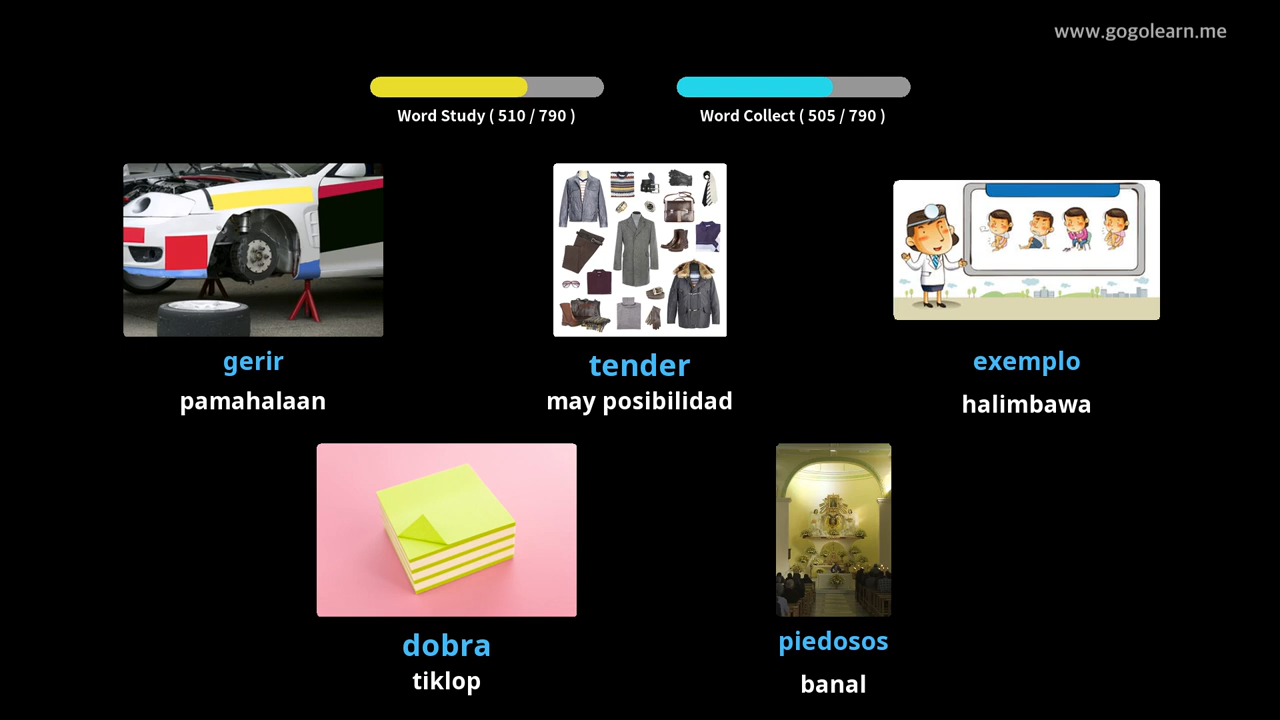 www.gogolearn.me
Word Study ( 510 / 790 )
Word Collect ( 505 / 790 )
gerir
pamahalaan
tender
may posibilidad
exemplo
halimbawa
dobra
tiklop
piedosos
banal